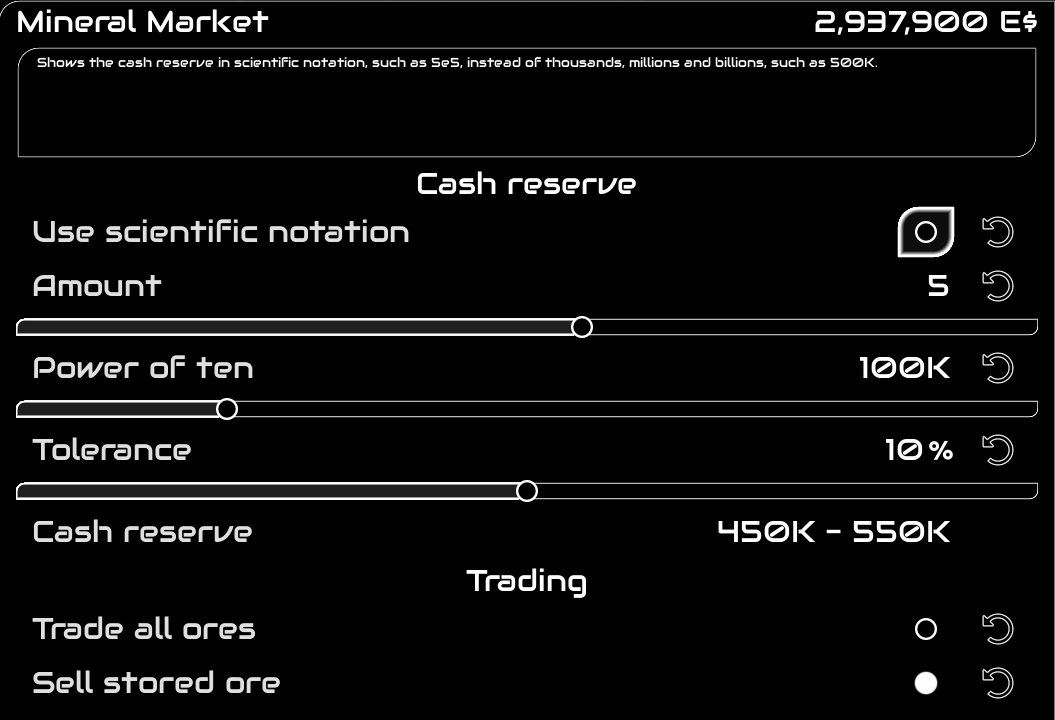 Mineral Market
2,937,900 E$
Shows the cash reserve in scientific notation, such as 5e5, instead of thousands, millions and billions, such as 500K.
Cash reserve
Use scientific notation
Amount 5
Power of ten 100K
Tolerance 10 %
Cash reserve 450K - 550K
Trading
Trade all ores
Sell stored ore